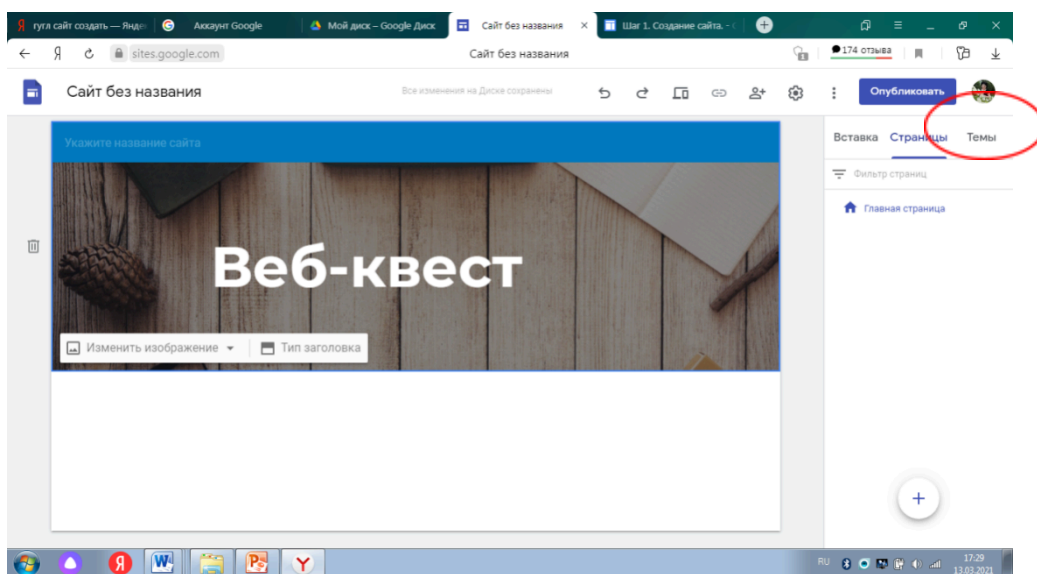 гугл сайт создать — Янде
Аккаунт Google
Мой диск – Google Диск
Сайт без названия
Шаг 1. Создание сайта. - G
sites.google.com
Сайт без названия
174 отзыва
Сайт без названия
Все изменения на Диске сохранены
Опубликовать
Укажите название сайта
Вставка Страницы Темы
Фильтр страниц
Главная страница
Веб-квест
Изменить изображение
Тип заголовка
RU
17:29
13.03.2021